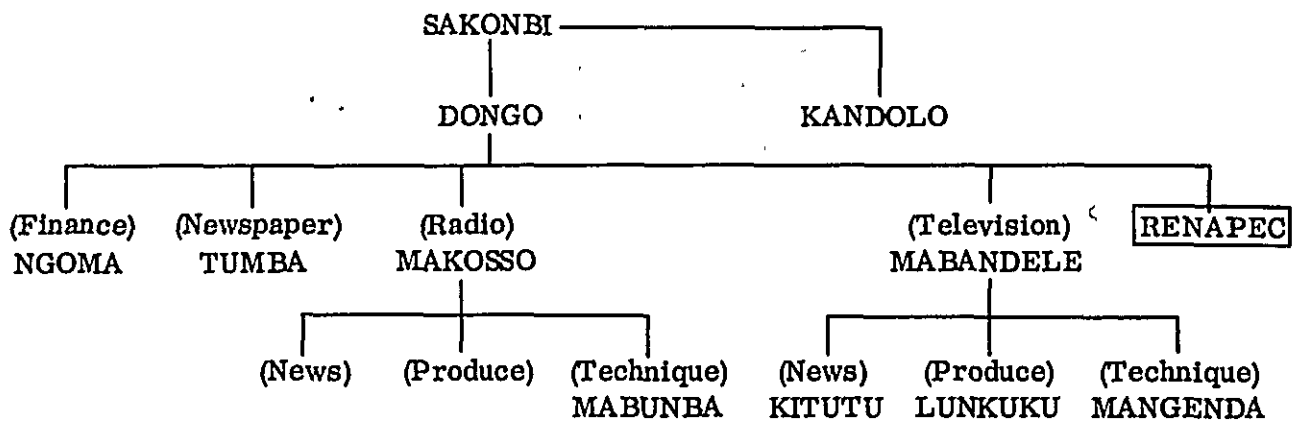 SAKONBI
DONGO KANDOLO
(Finance) (Newspaper) (Radio) (Television) RENAPEC
NGOMA TUMBA MAKOSSO MABANDELE
(News) (Produce) (Technique) (News) (Produce) (Technique)
MABUNBA KITUTU LUNKUKU MANGENDA